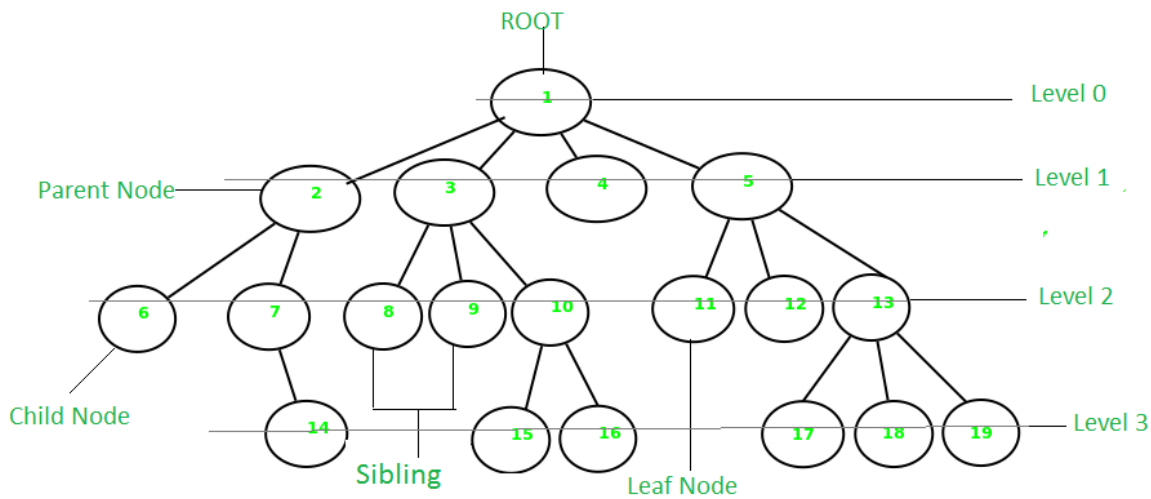 ROOT
1
Level 0
Parent Node
2
3
4
5
Level 1
6
7
8
9
10
11
12
13
Level 2
Child Node
14
15
16
17
18
19
Level 3
Sibling
Leaf Node